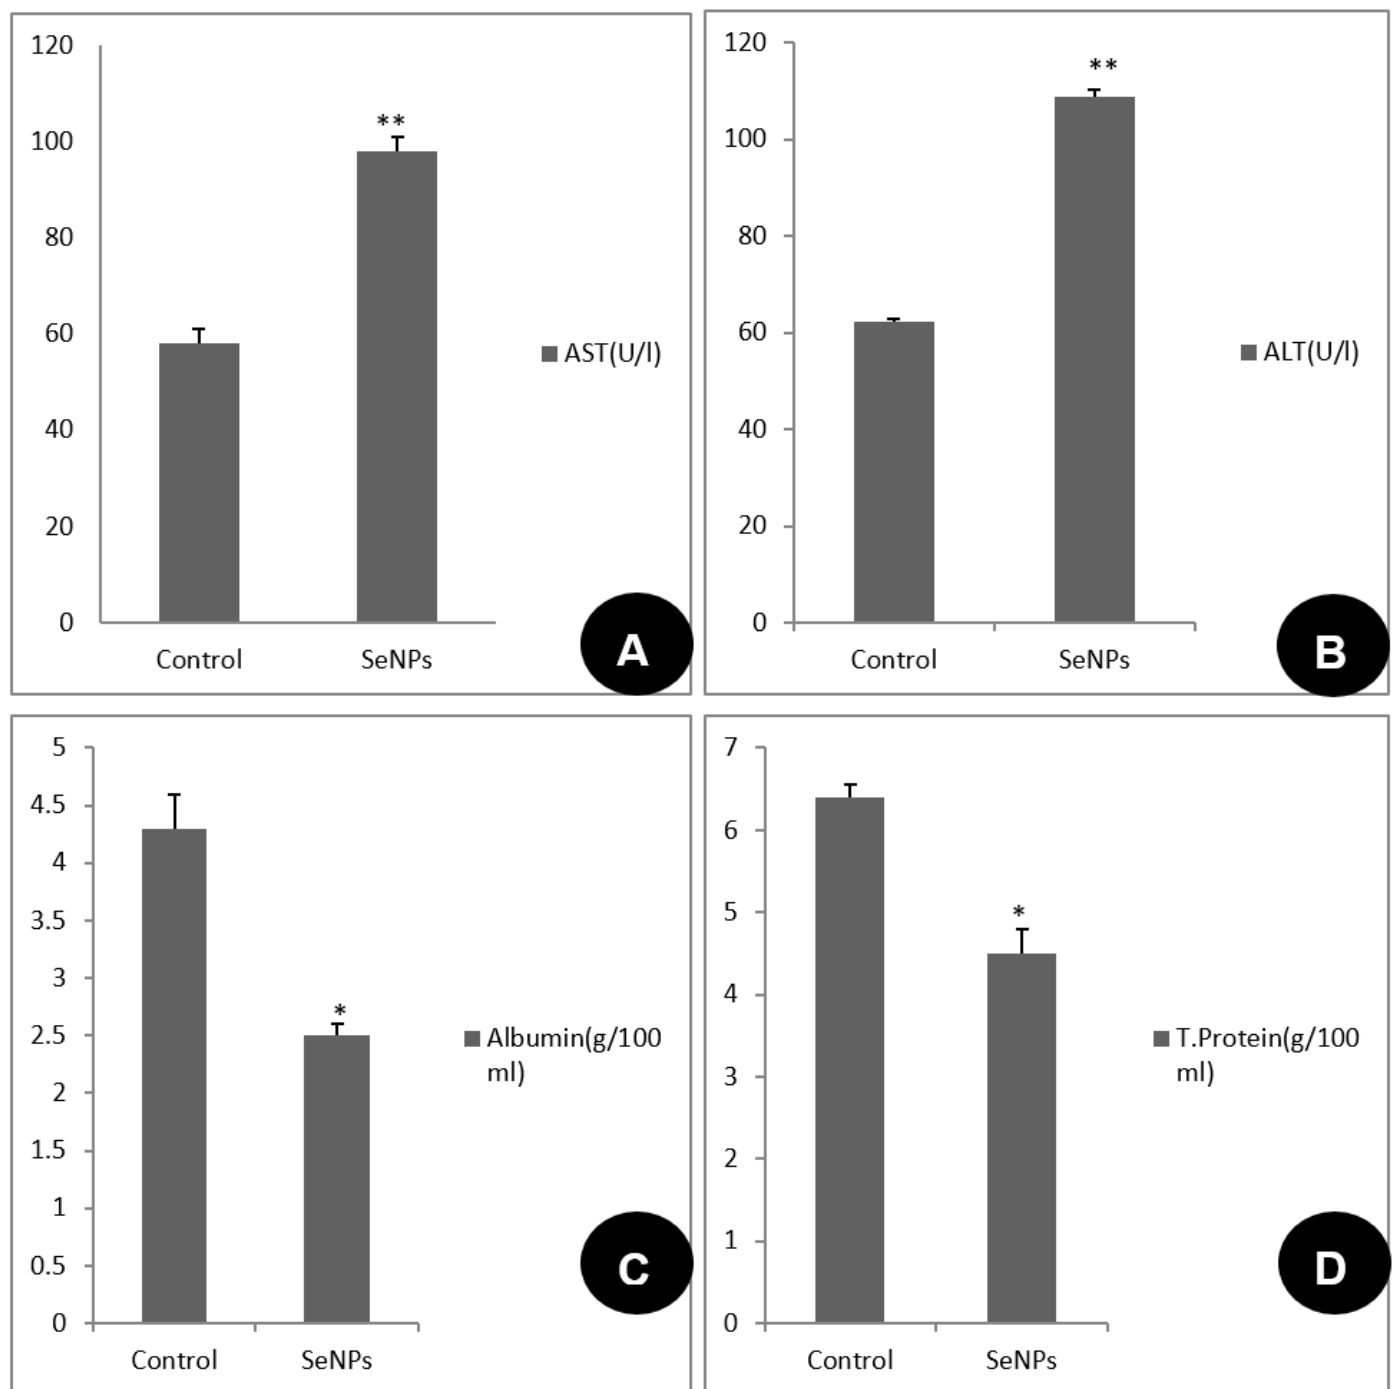 120
100
80
60
40
20
0
**
Control SeNPs
AST(U/l)
A
120
100
80
60
40
20
0
**
Control SeNPs
ALT(U/l)
B
5
4.5
4
3.5
3
2.5
2
1.5
1
0.5
0
*
Control SeNPs
Albumin(g/100
ml)
C
7
6
5
4
3
2
1
0
*
Control SeNPs
T.Protein(g/100
ml)
D